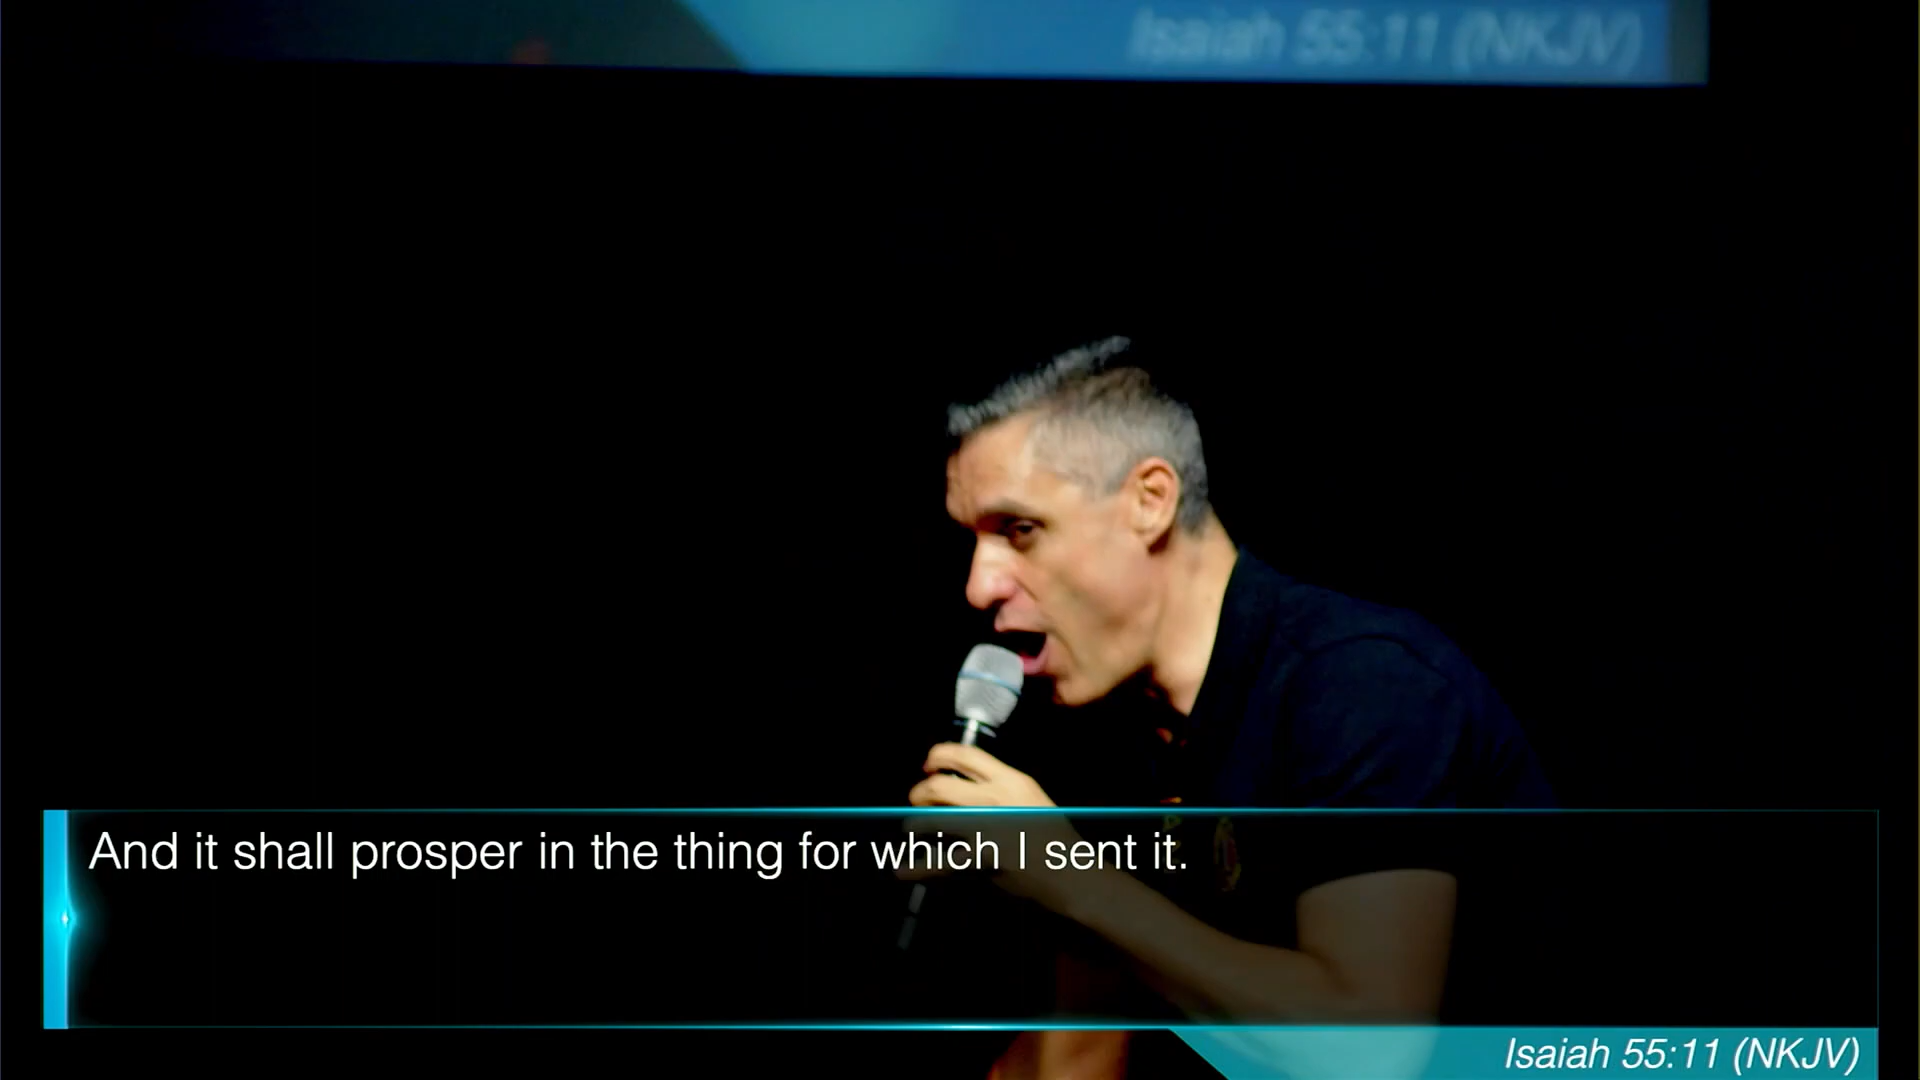 Isaiah 55:11 (NKJV)
And it shall prosper in the thing for which I sent it.
Isaiah 55:11 (NKJV)